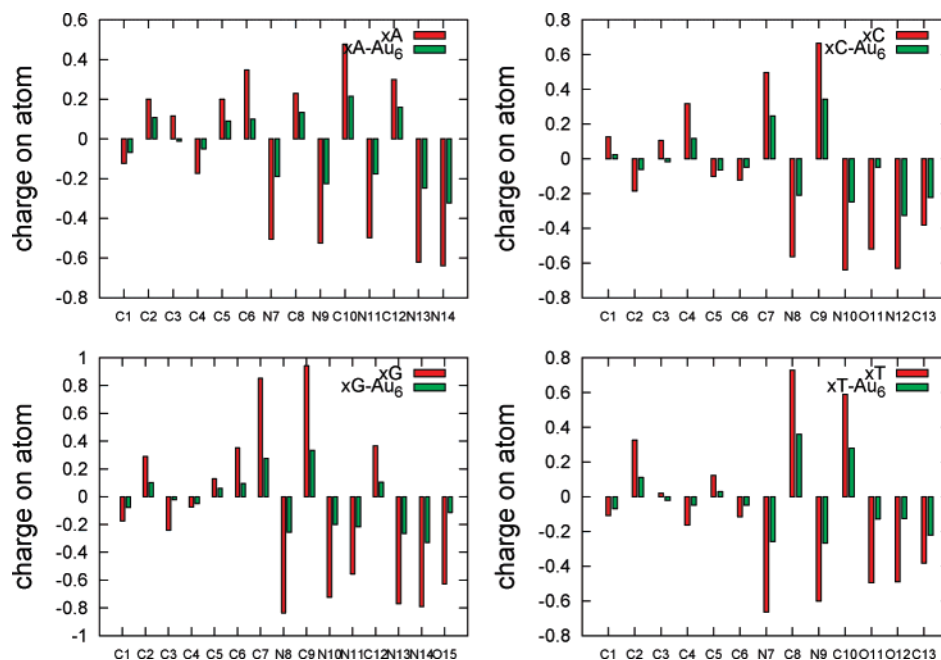 0.6
0.4
0.2
0
-0.2
-0.4
-0.6
-0.8
charge on atom
xA
xA-Au6
C1 C2 C3 C4 C5 C6 N7 C8 N9 C10 N11 C12 N13 N14
0.8
0.6
0.4
0.2
0
-0.2
-0.4
-0.6
-0.8
charge on atom
xC
xC-Au6
C1 C2 C3 C4 C5 C6 C7 N8 C9 N10 O11 N12 C13
1
0.8
0.6
0.4
0.2
0
-0.2
-0.4
-0.6
-0.8
-1
charge on atom
xG
xG-Au6
C1 C2 C3 C4 C5 C6 C7 N8 C9 N10 N11 C12 N13 N14 O15
0.8
0.6
0.4
0.2
0
-0.2
-0.4
-0.6
-0.8
charge on atom
xT
xT-Au6
C1 C2 C3 C4 C5 C6 N7 C8 N9 C10 O11 O12 C13